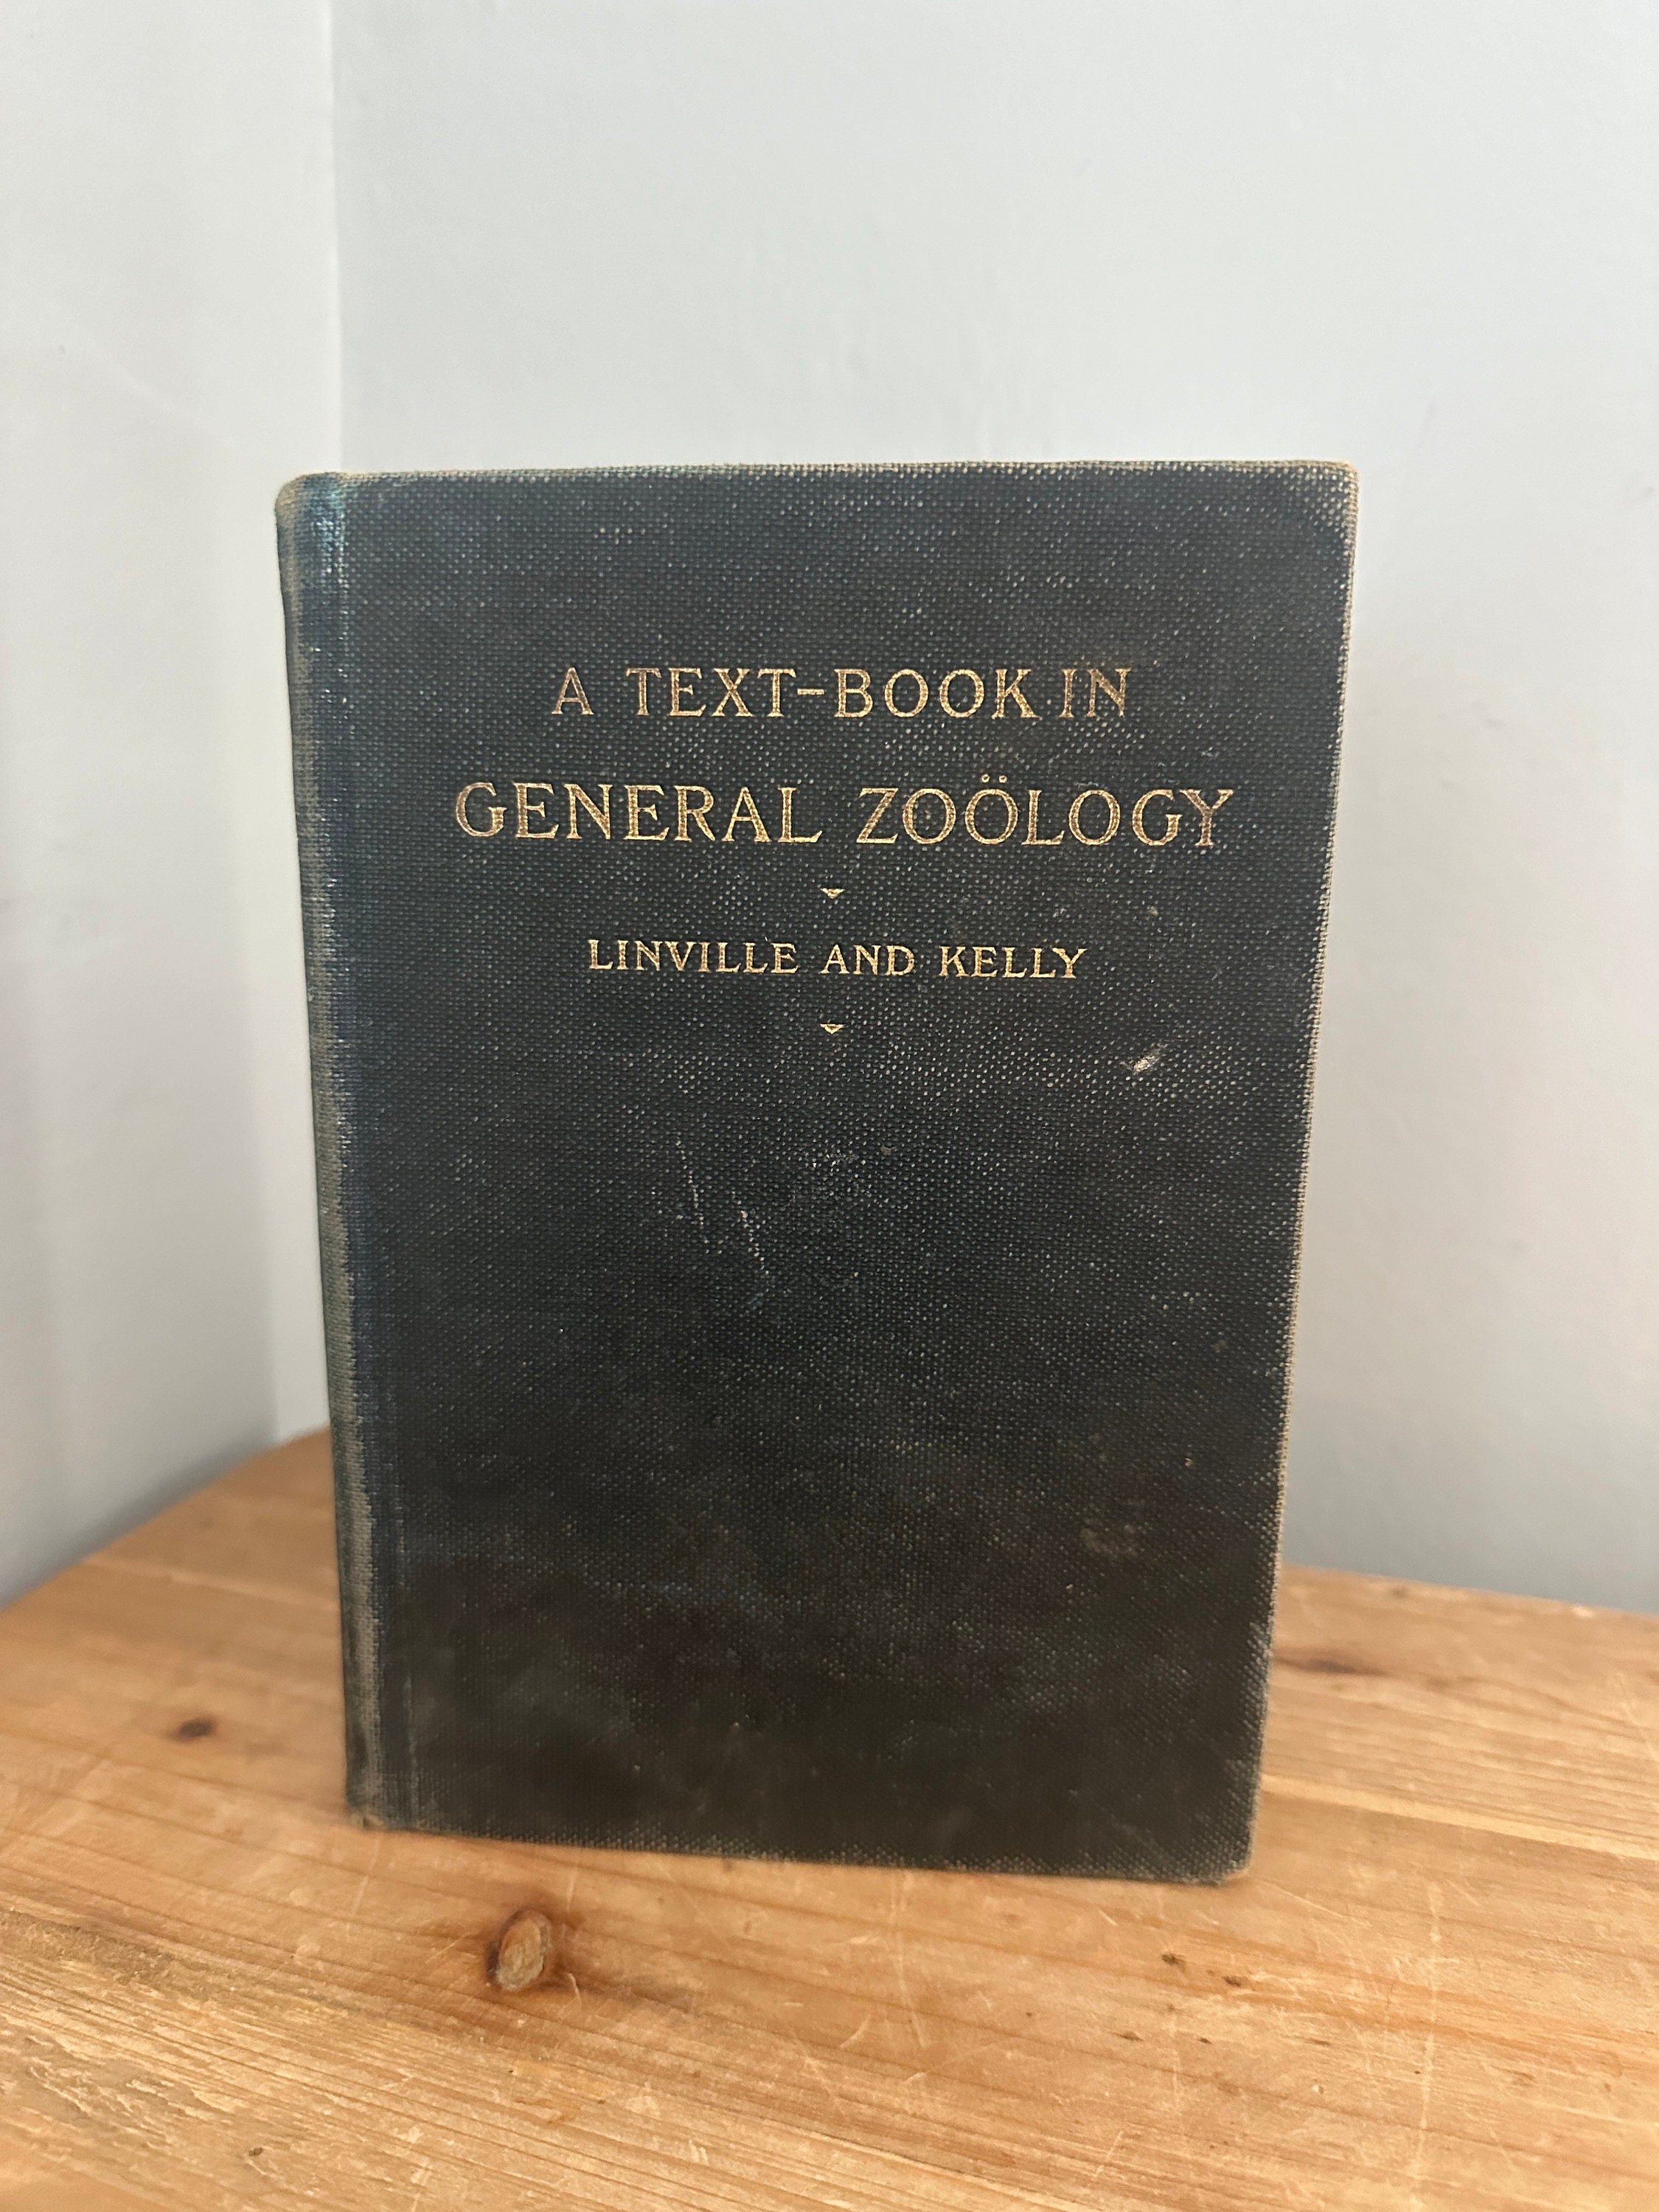 A TEXT-BOOK IN
GENERAL ZOÖLOGY
LINVILLE AND KELLY